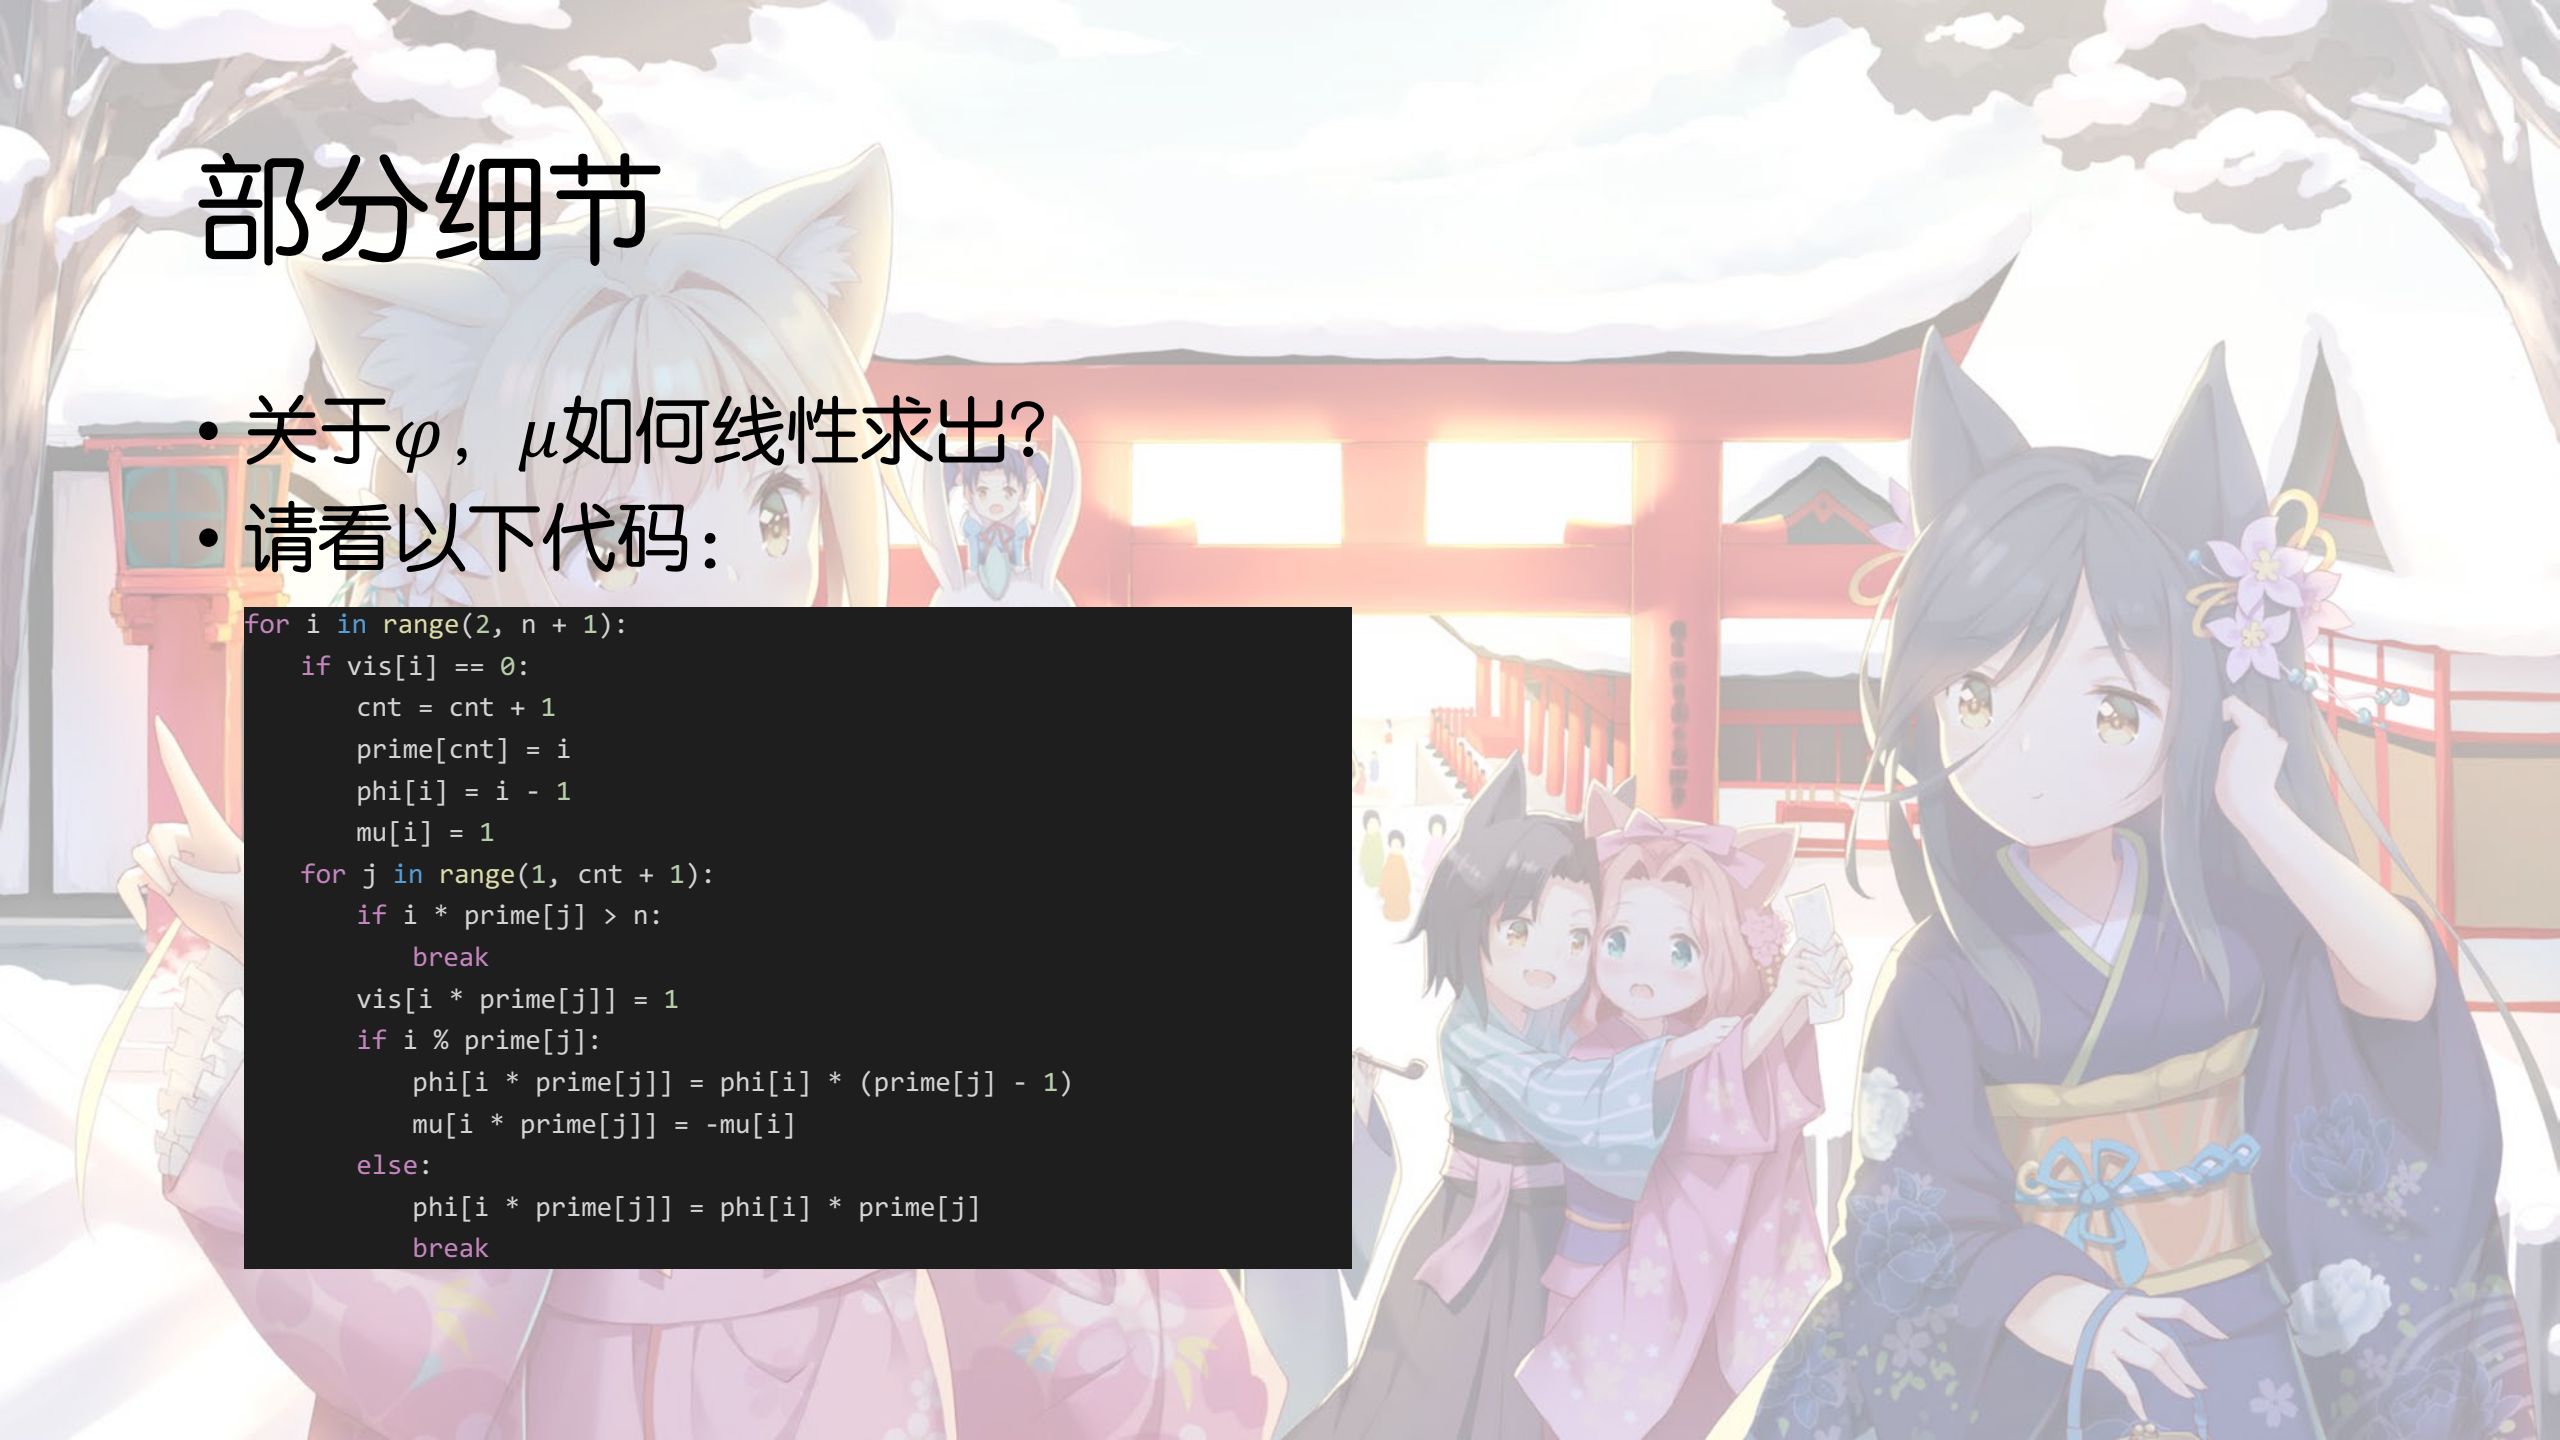 部分细节
• 关于φ，μ如何线性求出？
• 请看以下代码：
for i in range(2, n + 1):
    if vis[i] == 0:
        cnt = cnt + 1
        prime[cnt] = i
        phi[i] = i - 1
        mu[i] = 1
    for j in range(1, cnt + 1):
        if i * prime[j] > n:
            break
        vis[i * prime[j]] = 1
        if i % prime[j]:
            phi[i * prime[j]] = phi[i] * (prime[j] - 1)
            mu[i * prime[j]] = -mu[i]
        else:
            phi[i * prime[j]] = phi[i] * prime[j]
            break